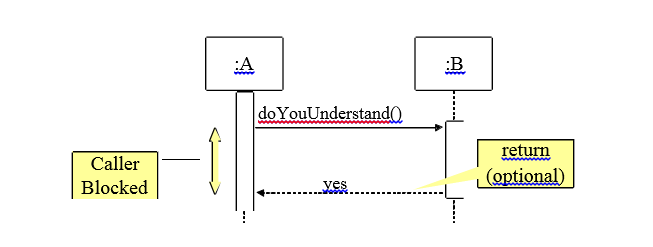 :A
:B
doYouUnderstand()
Caller
Blocked
return
(optional)
yes